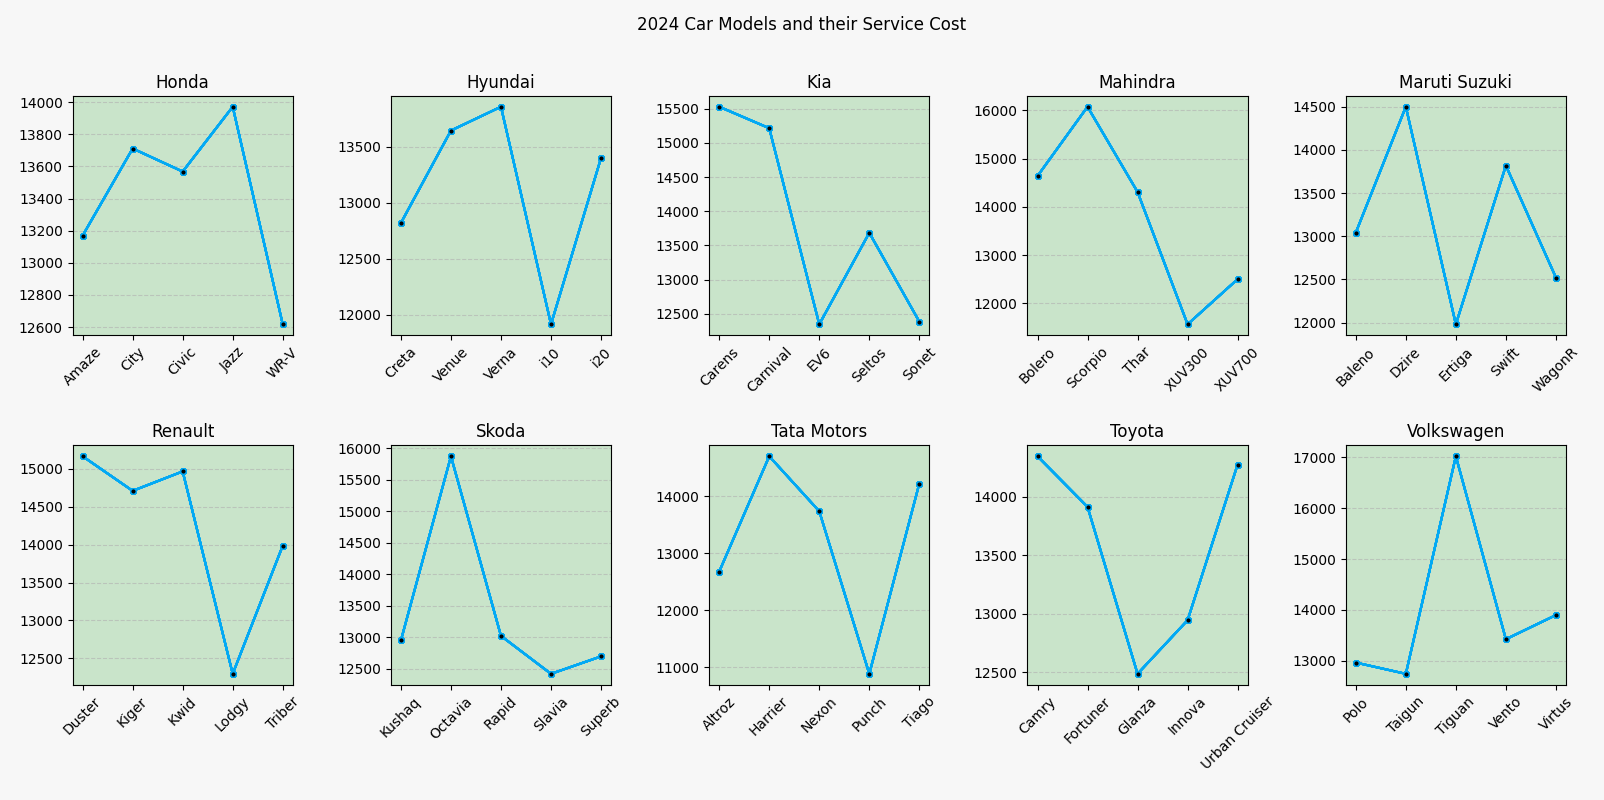 2024 Car Models and their Service Cost
Honda
14000
13800
13600
13400
13200
13000
12800
12600
Amaze
City
Civic
Jazz
WR-V
Hyundai
13500
13000
12500
12000
Creta
Venue
Verna
i10
i20
Kia
15500
15000
14500
14000
13500
13000
12500
Carens
Carnival
EV6
Seltos
Sonet
Mahindra
16000
15000
14000
13000
12000
Bolero
Scorpio
Thar
XUV300
XUV700
Maruti Suzuki
14500
14000
13500
13000
12500
12000
Baleno
Dzire
Ertiga
Swift
WagonR
Renault
15000
14500
14000
13500
13000
12500
Duster
Kiger
Kwid
Lodgy
Triber
Skoda
16000
15500
15000
14500
14000
13500
13000
12500
Kushaq
Octavia
Rapid
Slavia
Superb
Tata Motors
14000
13000
12000
11000
Altroz
Harrier
Nexon
Punch
Tiago
Toyota
14000
13500
13000
12500
Camry
Fortuner
Glanza
Innova
Urban Cruiser
Volkswagen
17000
16000
15000
14000
13000
Polo
Taigun
Tiguan
Vento
Virtus